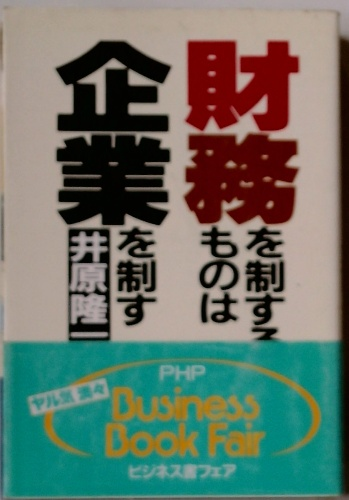 財務を制する
ものは
企業を制す
井原隆一
PHP
ヤル気 満々
Business
Book Fair
ビジネス書フェア